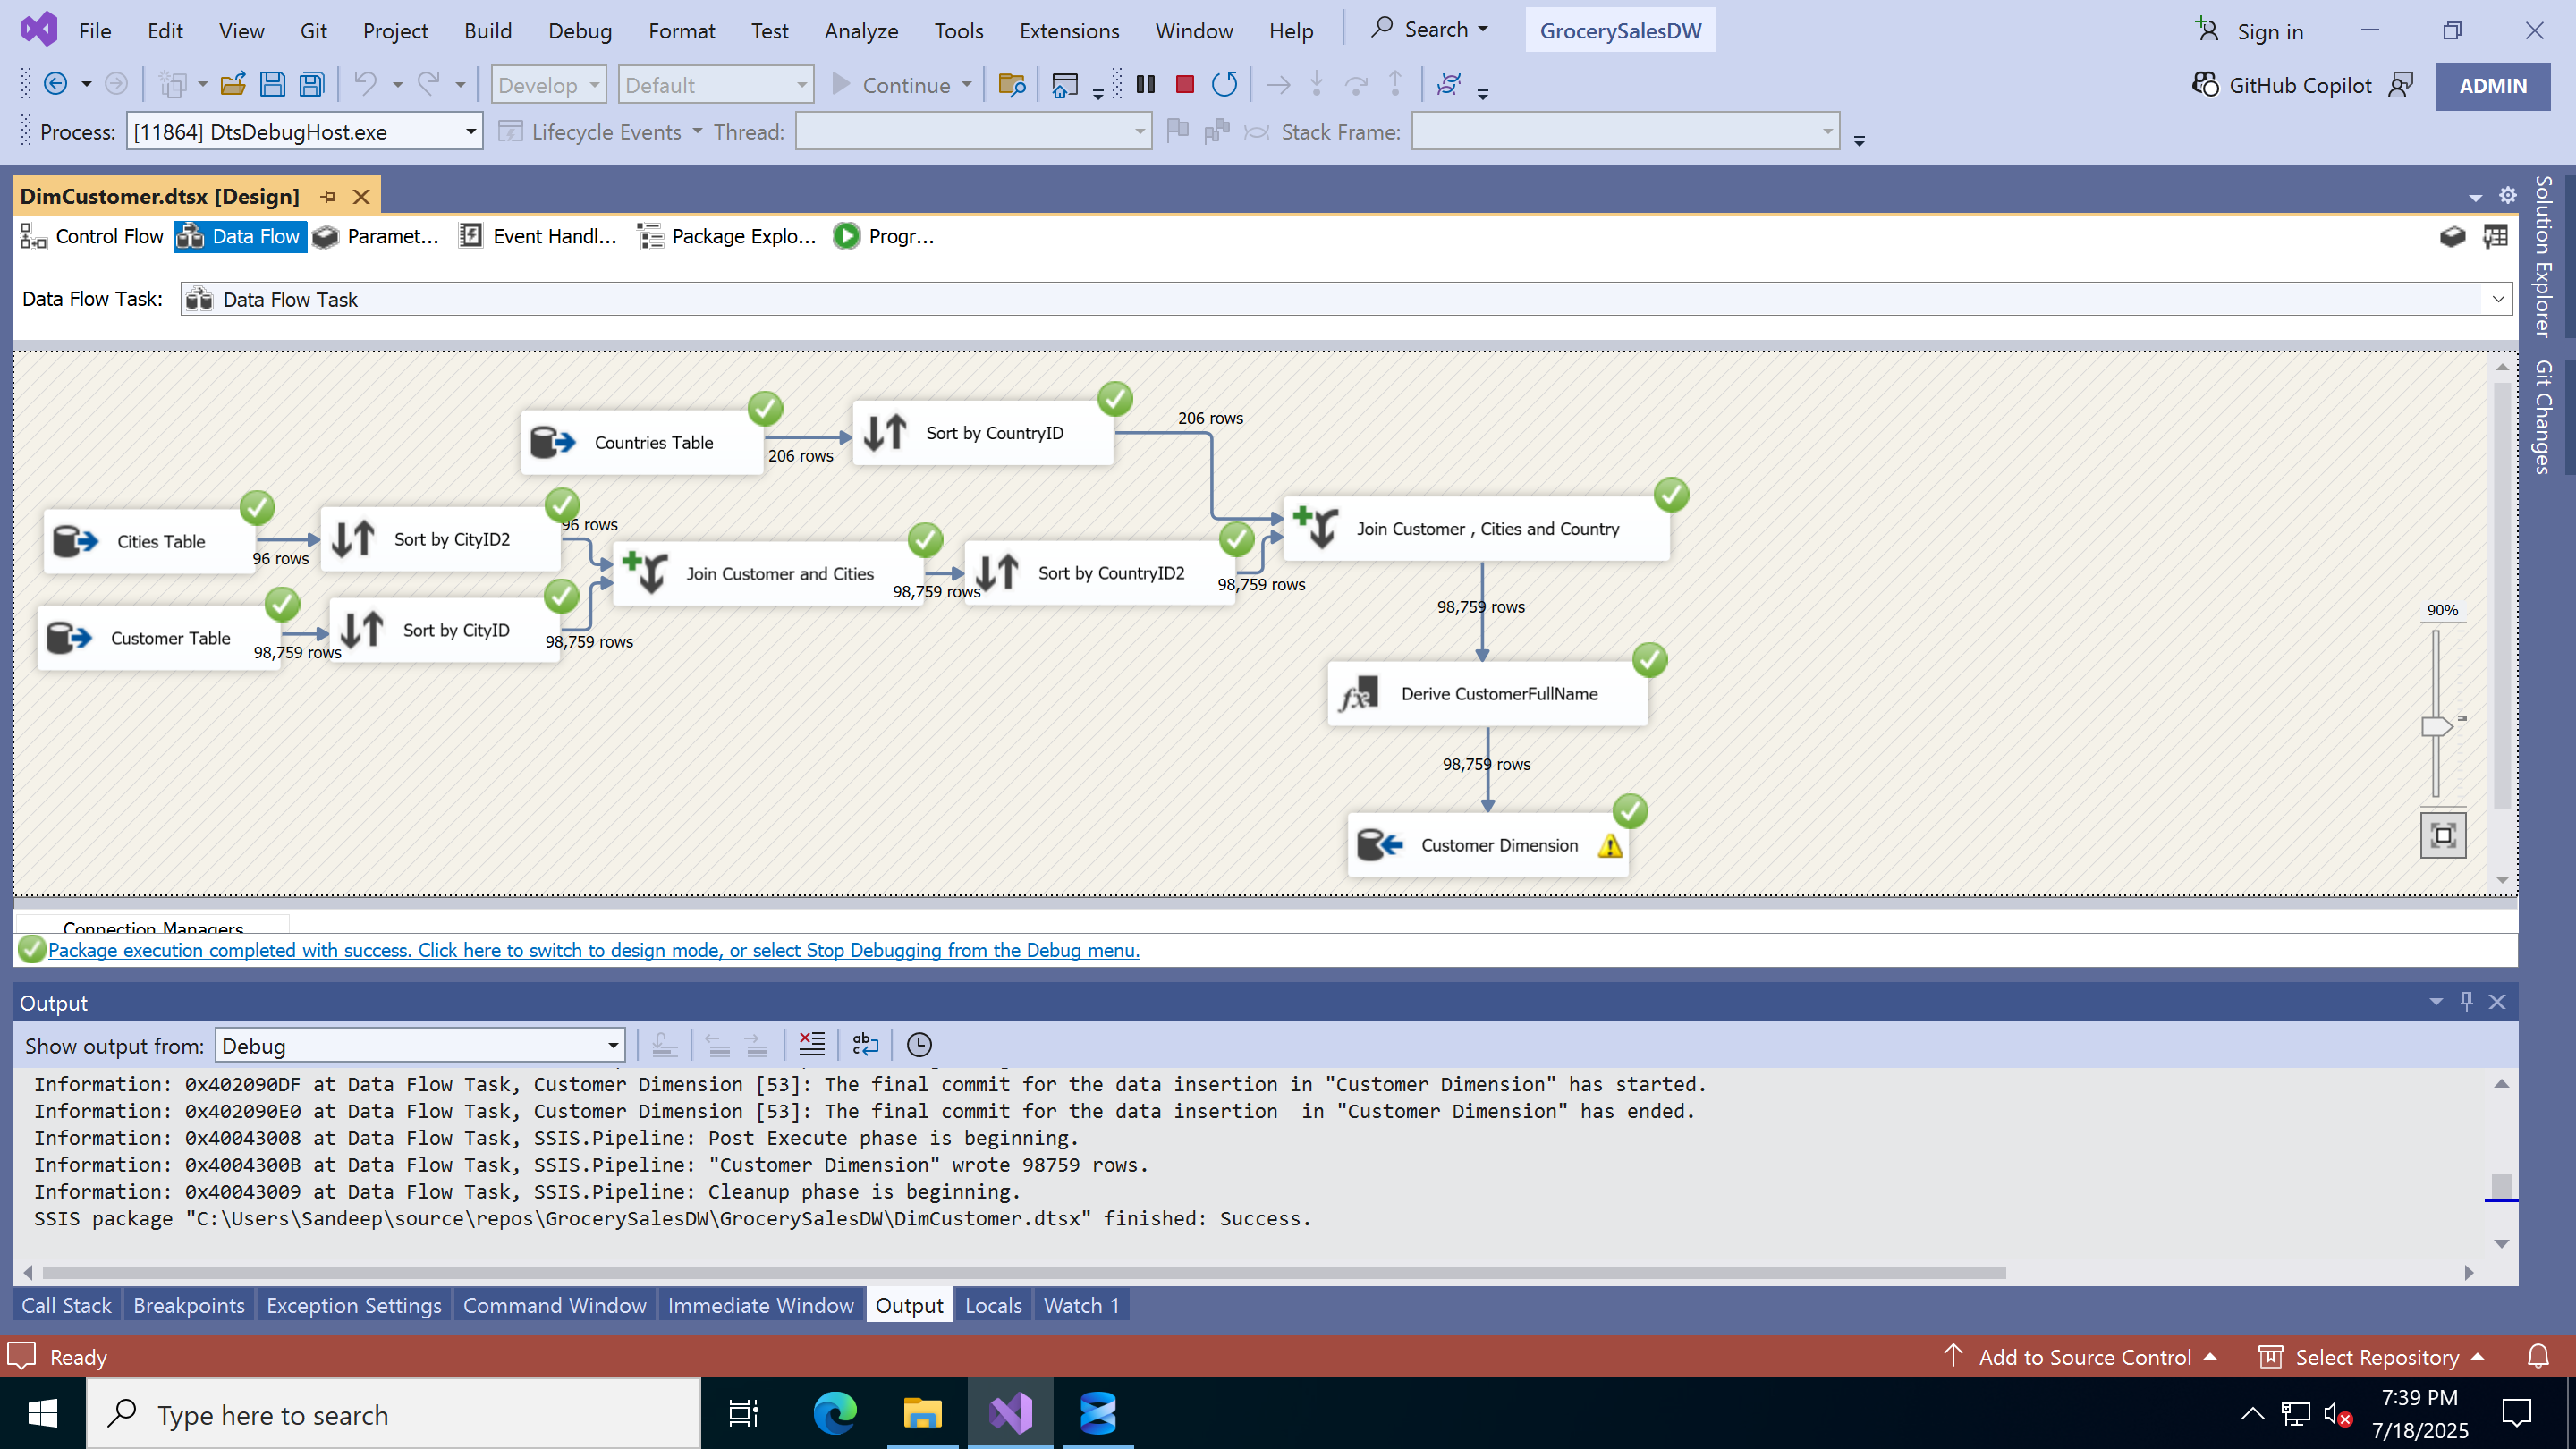 File Edit View Git Project Build Debug Format Test Analyze Tools Extensions Window Help Search GrocerySalesDW Sign in
Develop Default Continue GitHub Copilot ADMIN
Process: [11864] DtsDebugHost.exe Lifecycle Events Thread: Stack Frame:
DimCustomer.dtsx [Design]
Control Flow Data Flow Paramet... Event Handl... Package Explo... Progr...
Data Flow Task: Data Flow Task
Solution Explorer
Git Changes
Countries Table
206 rows
Sort by CountryID
206 rows
Cities Table
96 rows
Sort by CityID2
96 rows
Customer Table
98,759 rows
Sort by CityID
98,759 rows
Join Customer and Cities
98,759 rows
Sort by CountryID2
98,759 rows
Join Customer , Cities and Country
98,759 rows
Derive CustomerFullName
98,759 rows
Customer Dimension
90%
Connection Managers
Package execution completed with success. Click here to switch to design mode, or select Stop Debugging from the Debug menu.
Output
Show output from: Debug
Information: 0x402090DF at Data Flow Task, Customer Dimension [53]: The final commit for the data insertion in "Customer Dimension" has started.
Information: 0x402090E0 at Data Flow Task, Customer Dimension [53]: The final commit for the data insertion  in "Customer Dimension" has ended.
Information: 0x40043008 at Data Flow Task, SSIS.Pipeline: Post Execute phase is beginning.
Information: 0x4004300B at Data Flow Task, SSIS.Pipeline: "Customer Dimension" wrote 98759 rows.
Information: 0x40043009 at Data Flow Task, SSIS.Pipeline: Cleanup phase is beginning.
SSIS package "C:\Users\Sandeep\source\repos\GrocerySalesDW\GrocerySalesDW\DimCustomer.dtsx" finished: Success.
Call Stack Breakpoints Exception Settings Command Window Immediate Window Output Locals Watch 1
Ready Add to Source Control Select Repository
Type here to search
7:39 PM
7/18/2025